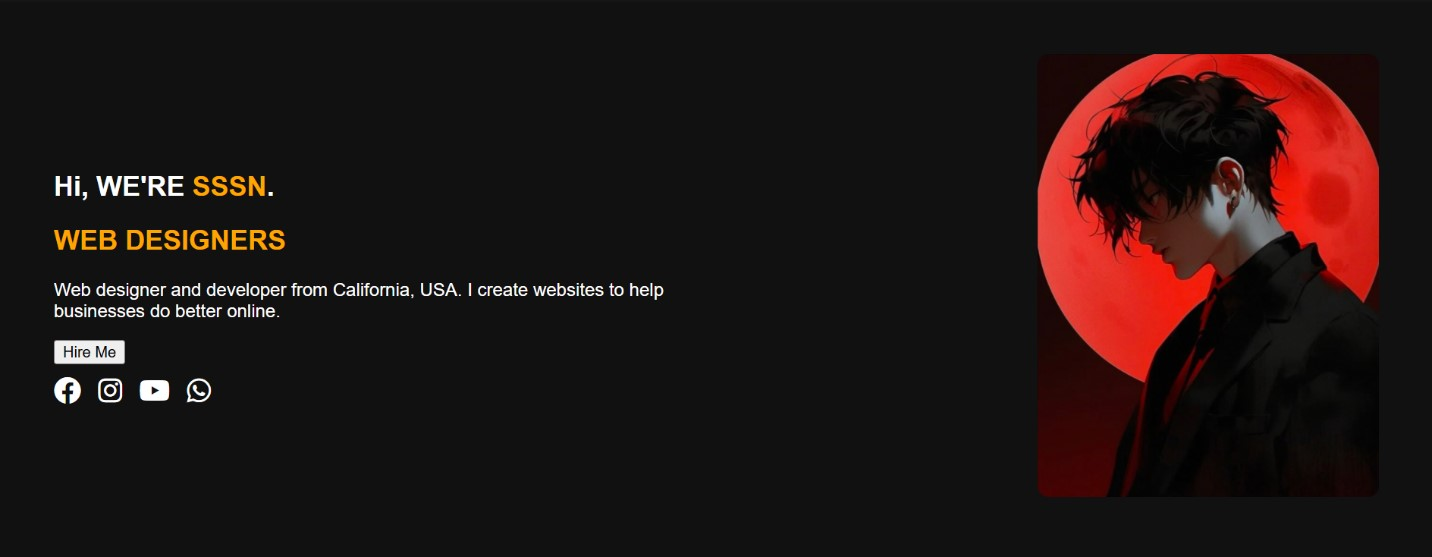 Hi, WE'RE SSSN.
WEB DESIGNERS
Web designer and developer from California, USA. I create websites to help
businesses do better online.
Hire Me